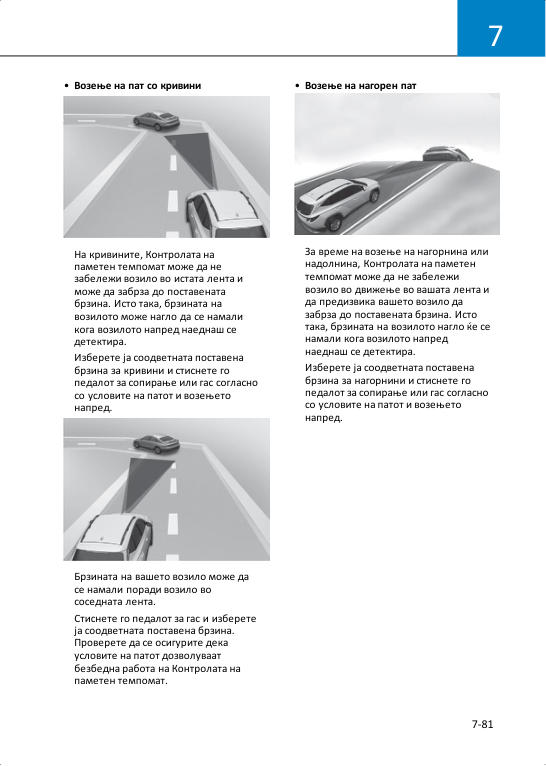 7
• Возење на пат со кривини
На кривините, Контролата на
паметен темпомат може да не
забележи возило во истата лента и
може да забрза до поставената
брзина. Исто така, брзината на
возилото може нагло да се намали
кога возилото напред наеднаш се
детектира.
Изберете ја соодветната поставена
брзина за кривини и стиснете го
педалот за сопирање или гас согласно
со условите на патот и возењето
напред.
Брзината на вашето возило може да
се намали поради возило во
соседната лента.
Стиснете го педалот за гас и изберете
ја соодветната поставена брзина.
Проверете да се осигурите дека
условите на патот дозволуваат
безбедна работа на Контролата на
паметен темпомат.
• Возење на нагорен пат
За време на возење на нагорнина или
надолнина, Контролата на паметен
темпомат може да не забележи
возило во движење во вашата лента и
да предизвика вашето возило да
забрза до поставената брзина. Исто
така, брзината на возилото нагло ќе се
намали кога возилото напред
наеднаш се детектира.
Изберете ја соодветната поставена
брзина за нагорнини и стиснете го
педалот за сопирање или гас согласно
со условите на патот и возењето
напред.
7-81